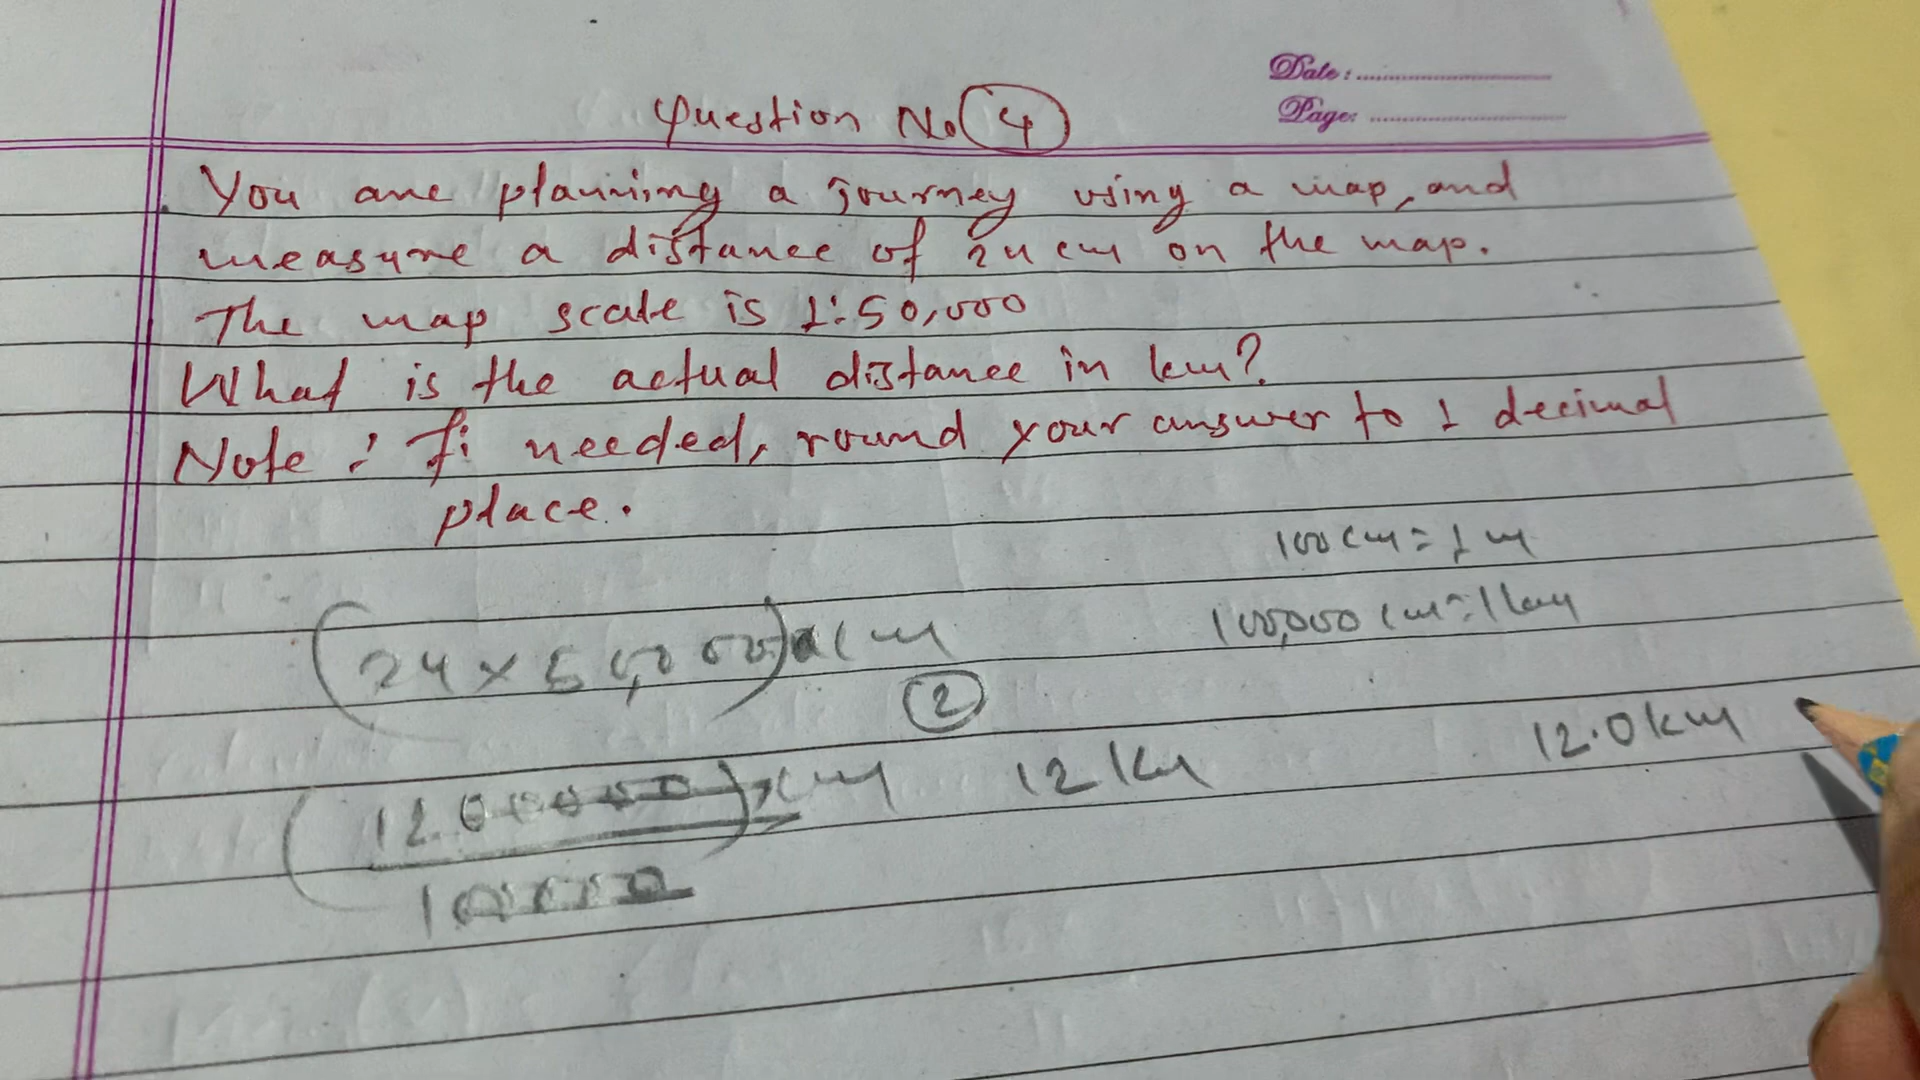 Date:
Page:
Question No 4
You are planning a journey using a map, and
measure a distance of 24 cm on the map.
The map scale is 1:50,000
What is the actual distance in km?
Note: If needed, round your answer to 1 decimal
place.
100 cm = 1 m
100,000 cm = 1 km
(24 × 50,000) cm
2
(1200000) cm
12 km
12.0 km